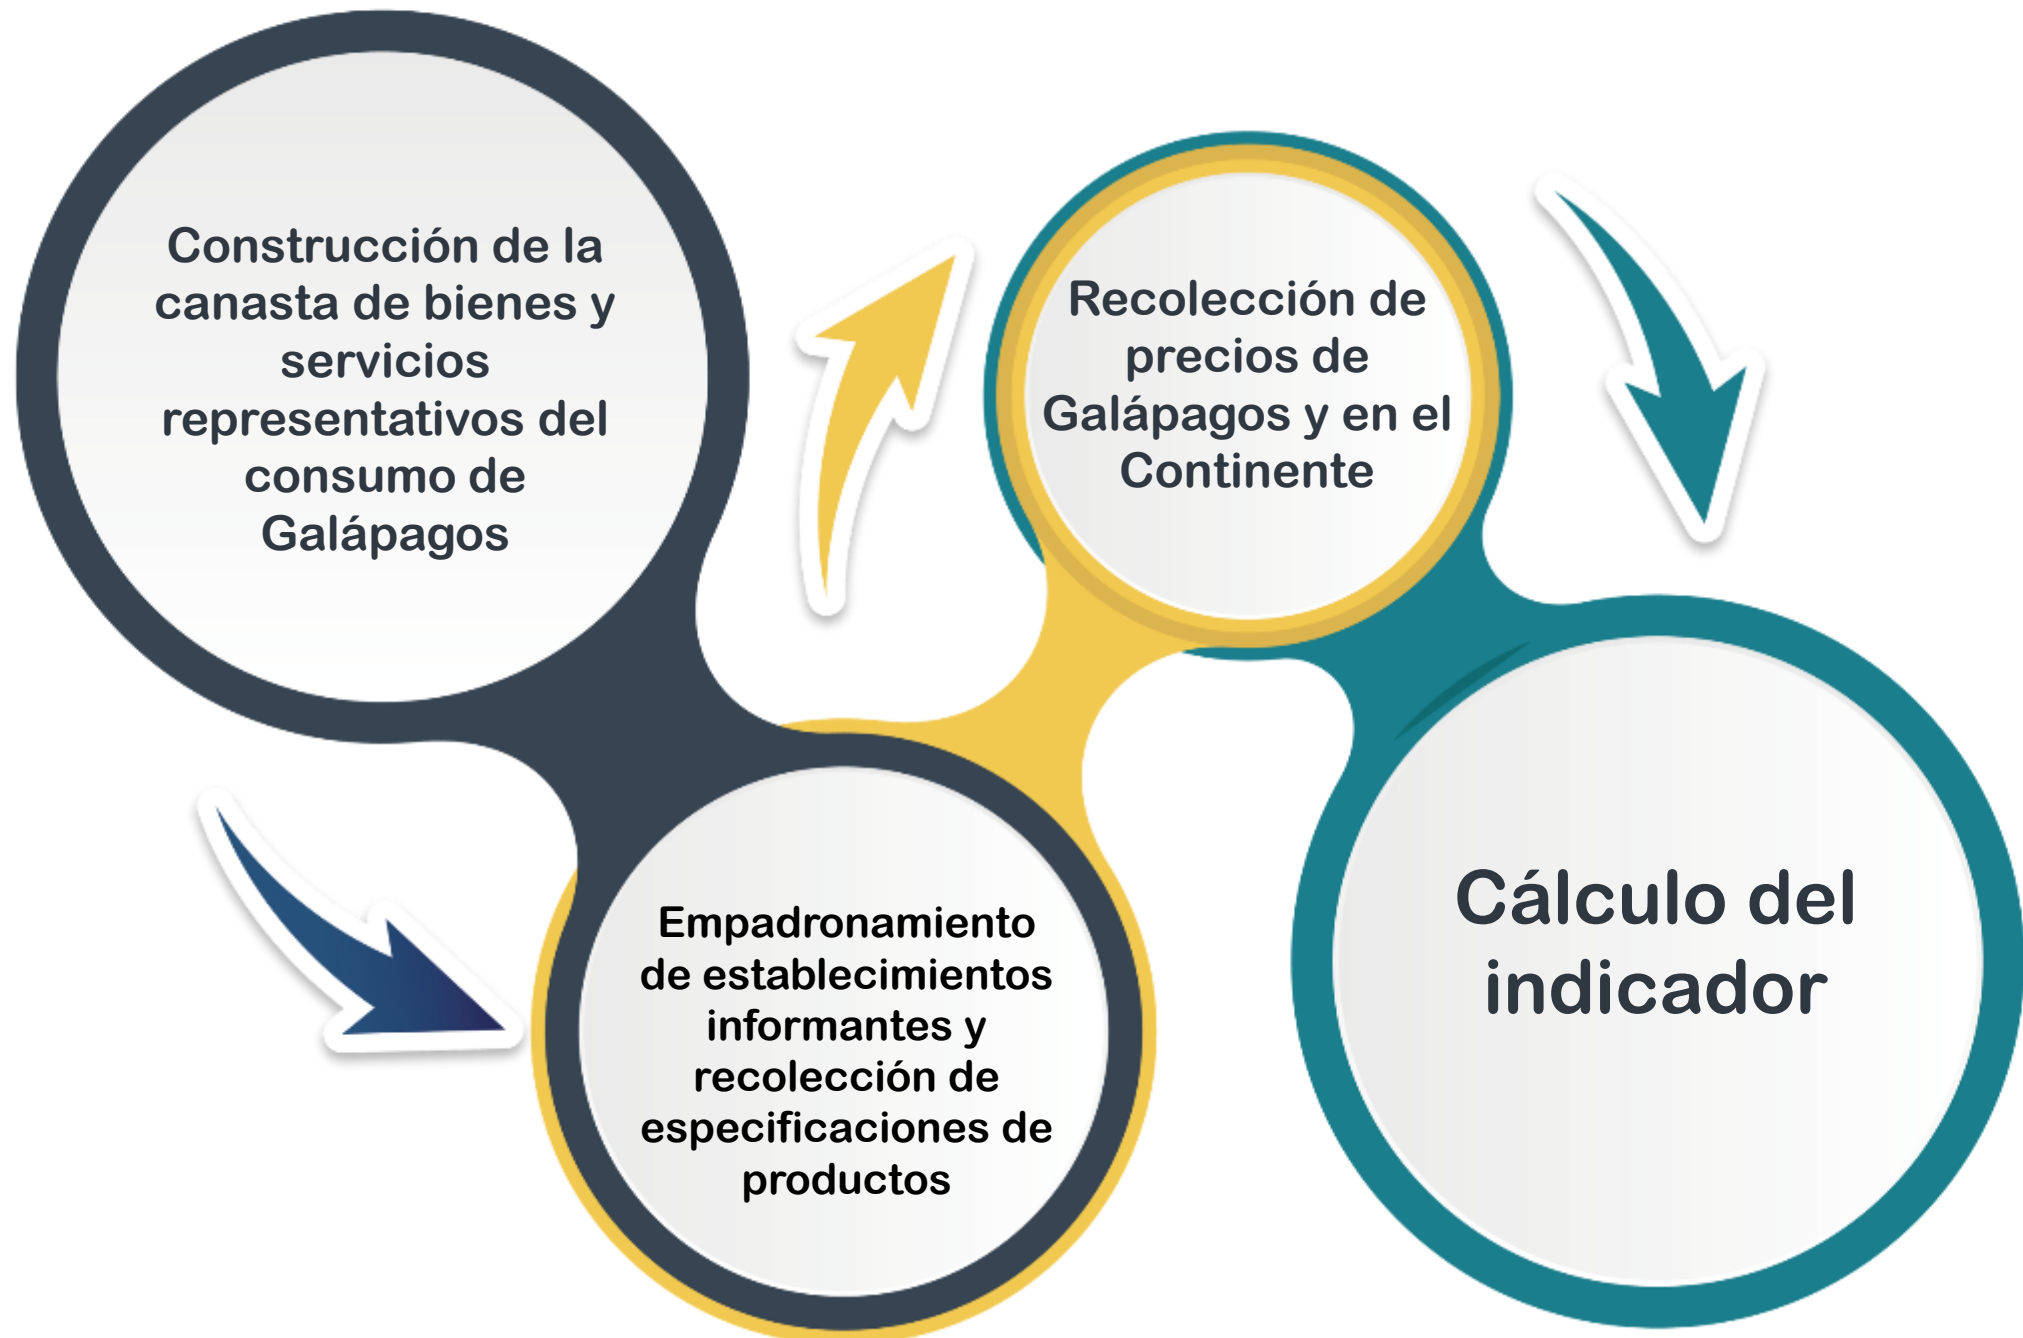 Construcción de la
canasta de bienes y
servicios
representativos del
consumo de
Galápagos
Empadronamiento
de establecimientos
informantes y
recolección de
especificaciones de
productos
Recolección de
precios de
Galápagos y en el
Continente
Cálculo del
indicador